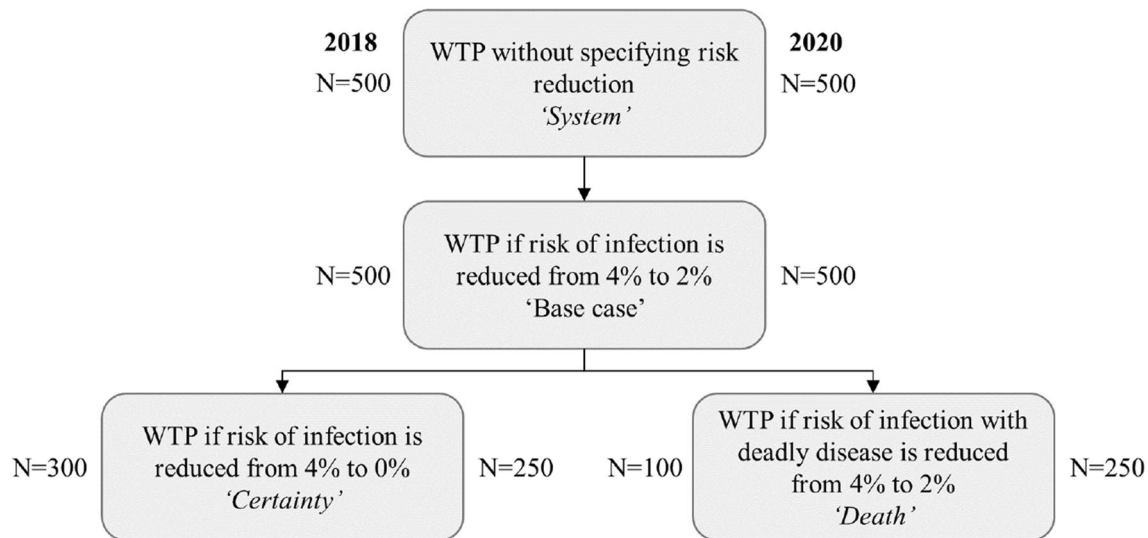 2018
2020
N=500
WTP without specifying risk
reduction
‘System’
N=500
N=500
WTP if risk of infection is
reduced from 4% to 2%
‘Base case’
N=500
N=300
WTP if risk of infection is
reduced from 4% to 0%
‘Certainty’
N=250
N=100
WTP if risk of infection with
deadly disease is reduced
from 4% to 2%
‘Death’
N=250